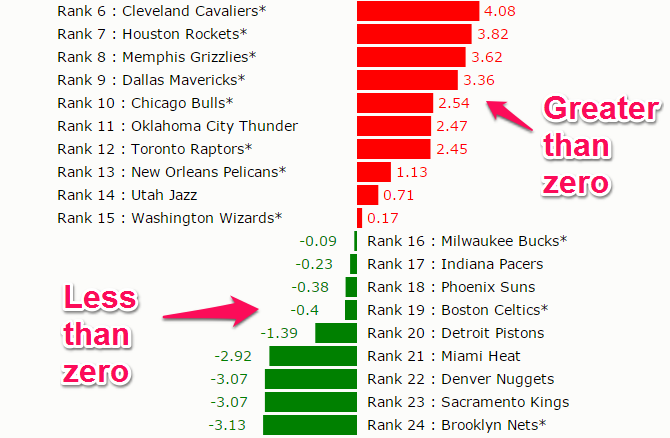 Rank 6 : Cleveland Cavaliers* 4.08
Rank 7 : Houston Rockets* 3.82
Rank 8 : Memphis Grizzlies* 3.62
Rank 9 : Dallas Mavericks* 3.36
Rank 10 : Chicago Bulls* 2.54
Rank 11 : Oklahoma City Thunder 2.47
Rank 12 : Toronto Raptors* 2.45
Rank 13 : New Orleans Pelicans* 1.13
Rank 14 : Utah Jazz 0.71
Rank 15 : Washington Wizards* 0.17
Greater
than
zero
-0.09 Rank 16 : Milwaukee Bucks*
-0.23 Rank 17 : Indiana Pacers
-0.38 Rank 18 : Phoenix Suns
-0.4 Rank 19 : Boston Celtics*
-1.39 Rank 20 : Detroit Pistons
-2.92 Rank 21 : Miami Heat
-3.07 Rank 22 : Denver Nuggets
-3.07 Rank 23 : Sacramento Kings
-3.13 Rank 24 : Brooklyn Nets*
Less
than
zero